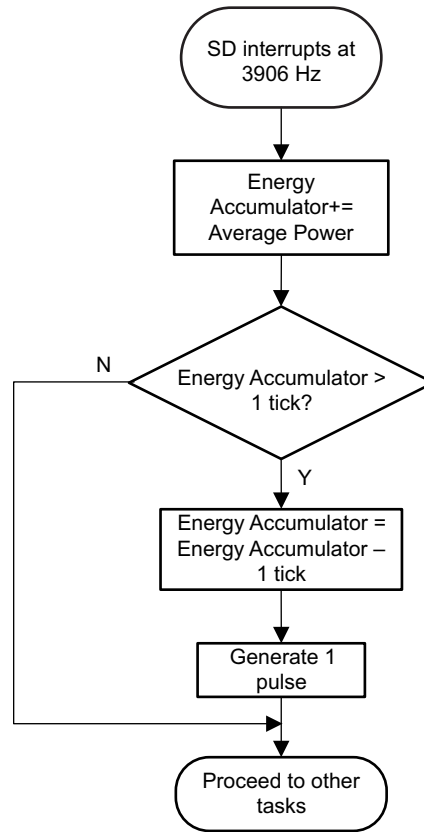 SD interrupts at
3906 Hz
Energy
Accumulator+=
Average Power
N
Energy Accumulator >
1 tick?
Y
Energy Accumulator =
Energy Accumulator –
1 tick
Generate 1
pulse
Proceed to other
tasks